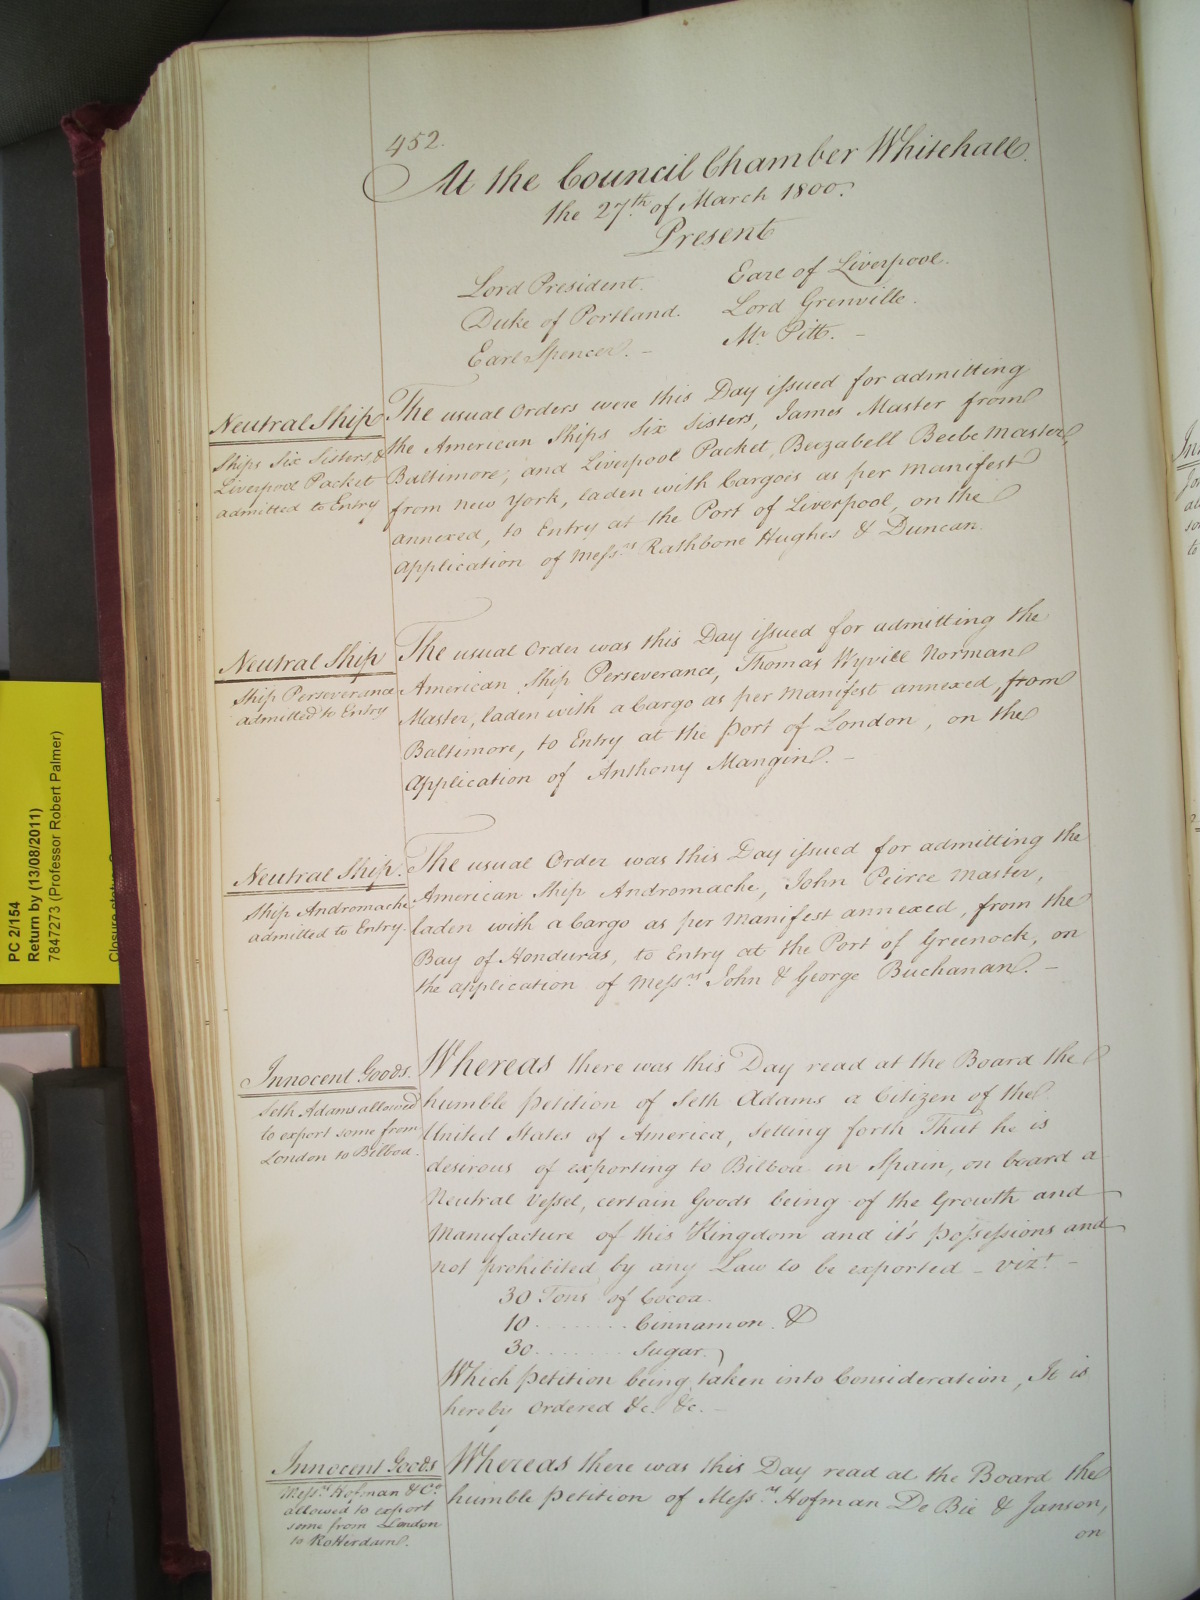 452.
At the Council Chamber Whitehall.
the 27.th of March 1800.
Present
Lord President.
Duke of Portland.
Earl Spencer. –
Earl of Liverpool.
Lord Grenville.
Mr. Pitt. –
Neutral Ship
Ships Six Sisters, &
Liverpool Packet
admitted to Entry
The usual Orders were this Day issued for admitting
the American Ships Six Sisters, James Master from
Baltimore; and Liverpool Packet, Beezabell Beebe Master
from New York, laden with Cargois as per Manifest
annexed, to Entry at the Port of Liverpool, on the
application of Messrs. Rathbone Hughes & Duncan.
Neutral Ship
Ship Perseverance
admitted to Entry
The usual Order was this Day issued for admitting the
American Ship Perseverance, Thomas Wyvill Norman
Master, laden with a Cargo as per Manifest annexed, from
Baltimore, to Entry at the Port of London, on the
Application of Anthony Mangin. –
Neutral Ship.
Ship Andromache
admitted to Entry.
The usual Order was this Day issued for admitting the
American Ship Andromache, John Peirce Master,
laden with a Cargo as per Manifest annexed, from the
Bay of Honduras, to Entry at the Port of Greenock, on
the application of Messrs. John & George Buchanan. –
Innocent Goods.
Seth Adams allowed
to export some from
London to Bilboa.
Whereas there was this Day read at the Board the
humble Petition of Seth Adams a Citizen of the
United States of America, setting forth That he is
desirous of exporting to Bilboa in Spain, on board a
Neutral Vessel, certain Goods being of the Growth and
Manufacture of this Kingdom and it's possessions and
not prohibited by any Law to be exported – vizt. –
30 Tons of Cocoa.
10 ........ Cinnamon. &
30 ........ Sugar.
Which Petition being taken into Consideration, It is
hereby Ordered &c. &c. –
Innocent Goods
Messrs. Hofman & Co.
allowed to export
some from London
to Rotterdam.
Whereas there was this Day read at the Board the
humble Petition of Messrs. Hofman De Bie & Janson,
on
PC 2/154
Return by (13/08/2011)
7847273 (Professor Robert Palmer)